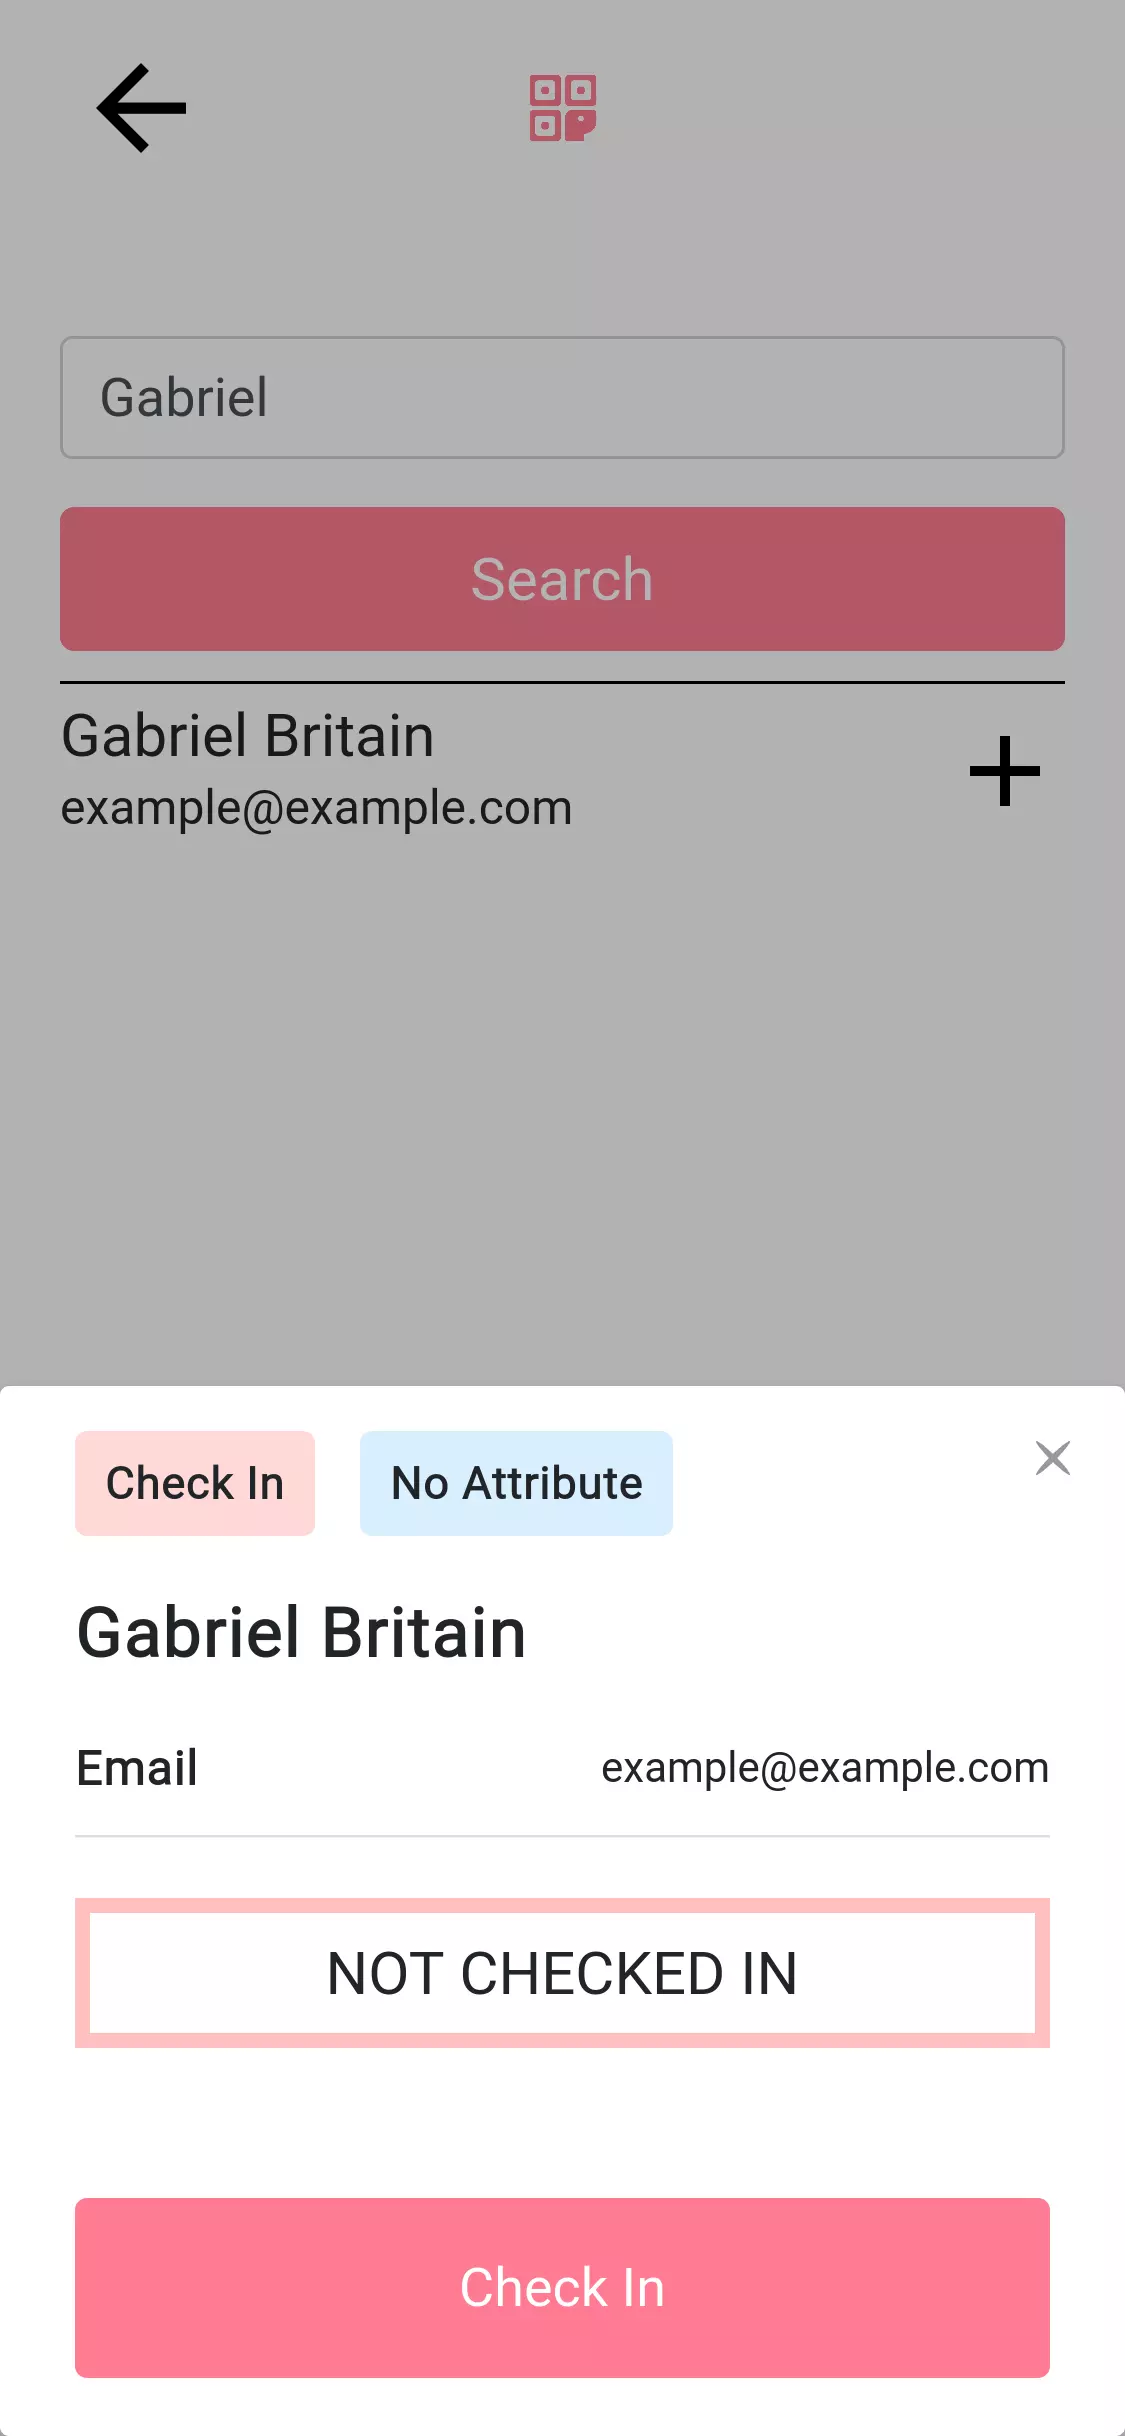 Gabriel
Search
Gabriel Britain
example@example.com
Check In
No Attribute
Gabriel Britain
Email
example@example.com
NOT CHECKED IN
Check In